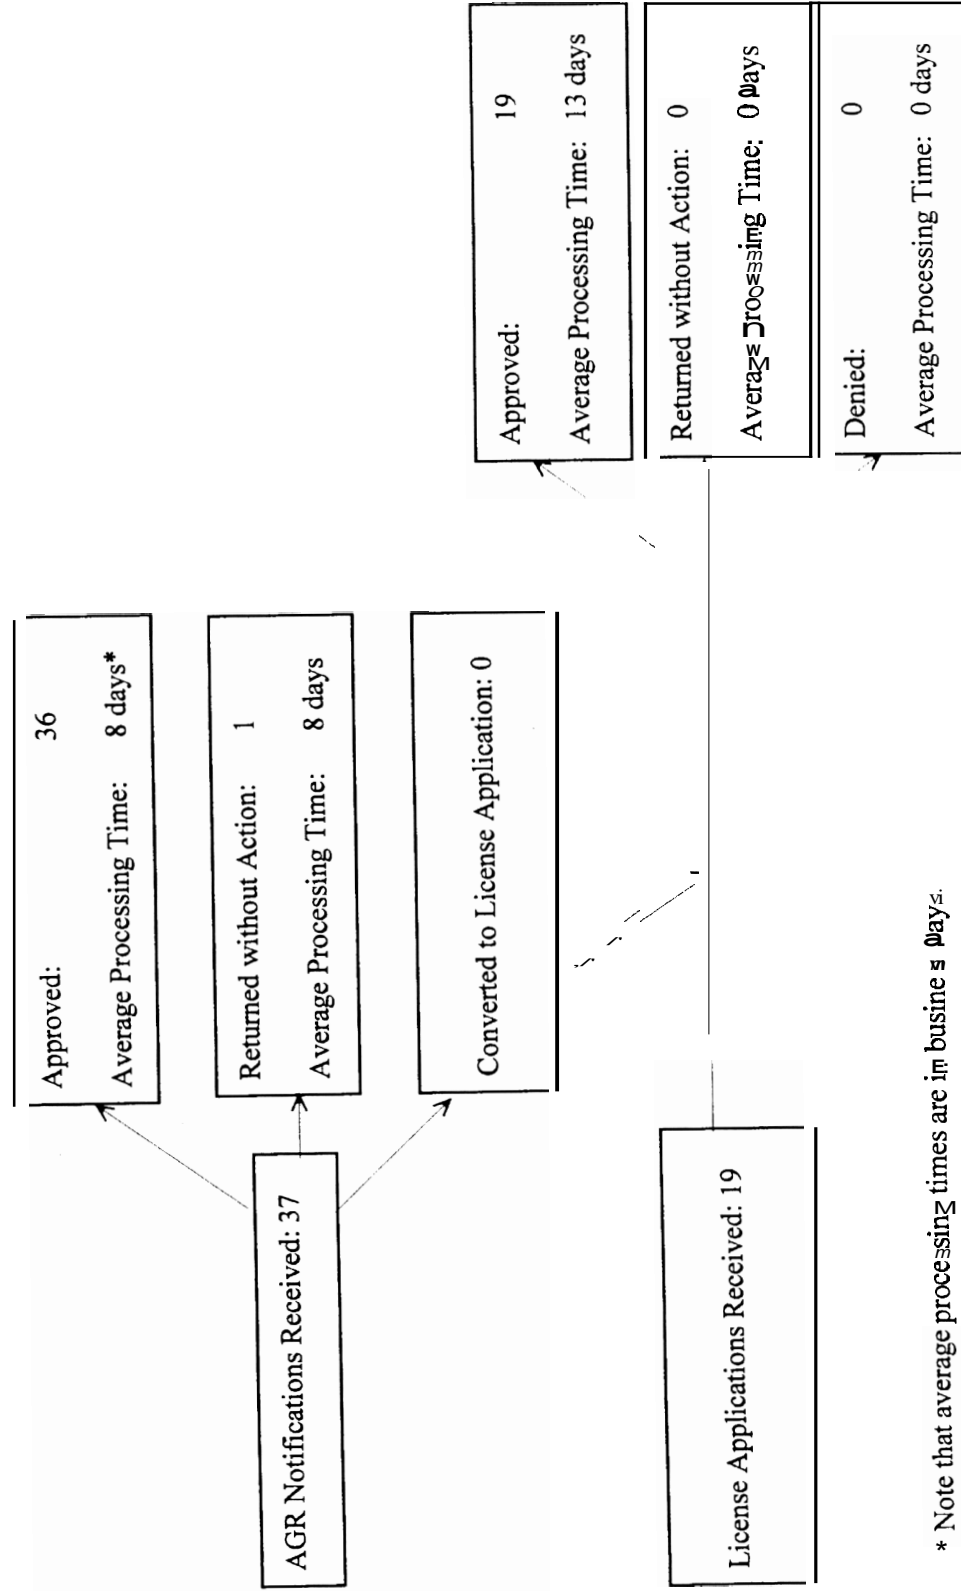 AGR Notifications Received: 37
Approved: 36
Average Processing Time: 8 days*
Returned without Action: 1
Average Processing Time: 8 days
Converted to License Application: 0
License Applications Received: 19
Approved: 19
Average Processing Time: 13 days
Returned without Action: 0
Average Processing Time: 0 days
Denied: 0
Average Processing Time: 0 days
* Note that average processing times are in business days.